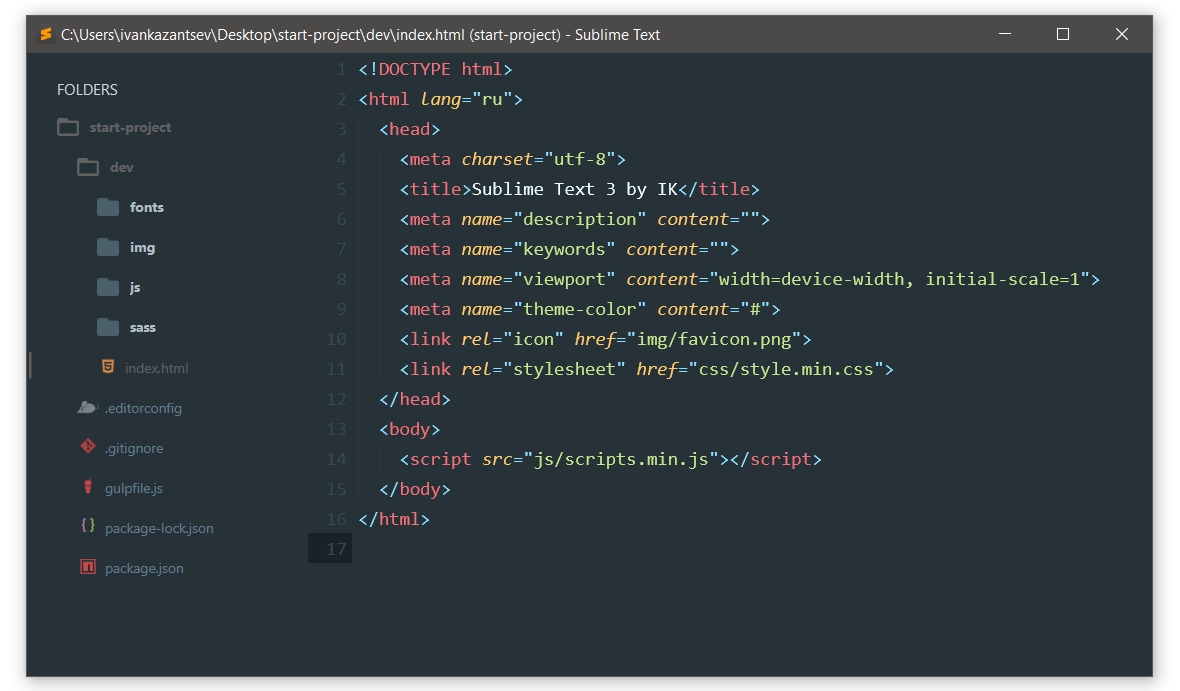 C:\Users\ivankazantsev\Desktop\start-project\dev\index.html (start-project) - Sublime Text
FOLDERS
start-project
dev
fonts
img
js
sass
index.html
.editorconfig
.gitignore
gulpfile.js
package-lock.json
package.json
1 <!DOCTYPE html>
2 <html lang="ru">
3 <head>
4 <meta charset="utf-8">
5 <title>Sublime Text 3 by IK</title>
6 <meta name="description" content="">
7 <meta name="keywords" content="">
8 <meta name="viewport" content="width=device-width, initial-scale=1">
9 <meta name="theme-color" content="#">
10 <link rel="icon" href="img/favicon.png">
11 <link rel="stylesheet" href="css/style.min.css">
12 </head>
13 <body>
14 <script src="js/scripts.min.js"></script>
15 </body>
16 </html>
17